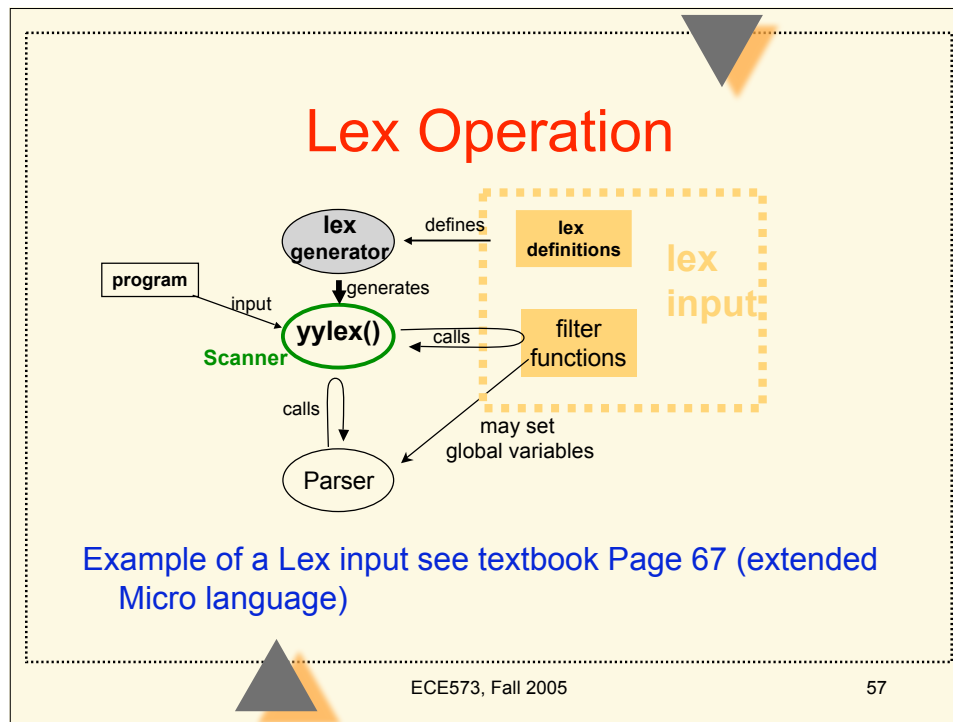 Lex Operation
lex
generator
defines
lex
definitions
lex
input
program
input
generates
yylex()
Scanner
calls
filter
functions
calls
may set
global variables
Parser
Example of a Lex input see textbook Page 67 (extended
Micro language)
ECE573, Fall 2005
57